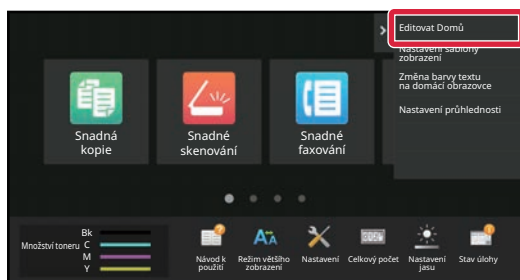 Editovat Domů
Nastavení šablony
zobrazení
Změna barvy textu
na domácí obrazovce
Nastavení průhlednosti
Snadná
kopie
Snadné
skenování
Snadné
faxování
Množství toneru
Bk
C
M
Y
Návod k
použití
Režim většího
zobrazení
Nastavení
Celkový počet
Nastavení
jasu
Stav úlohy